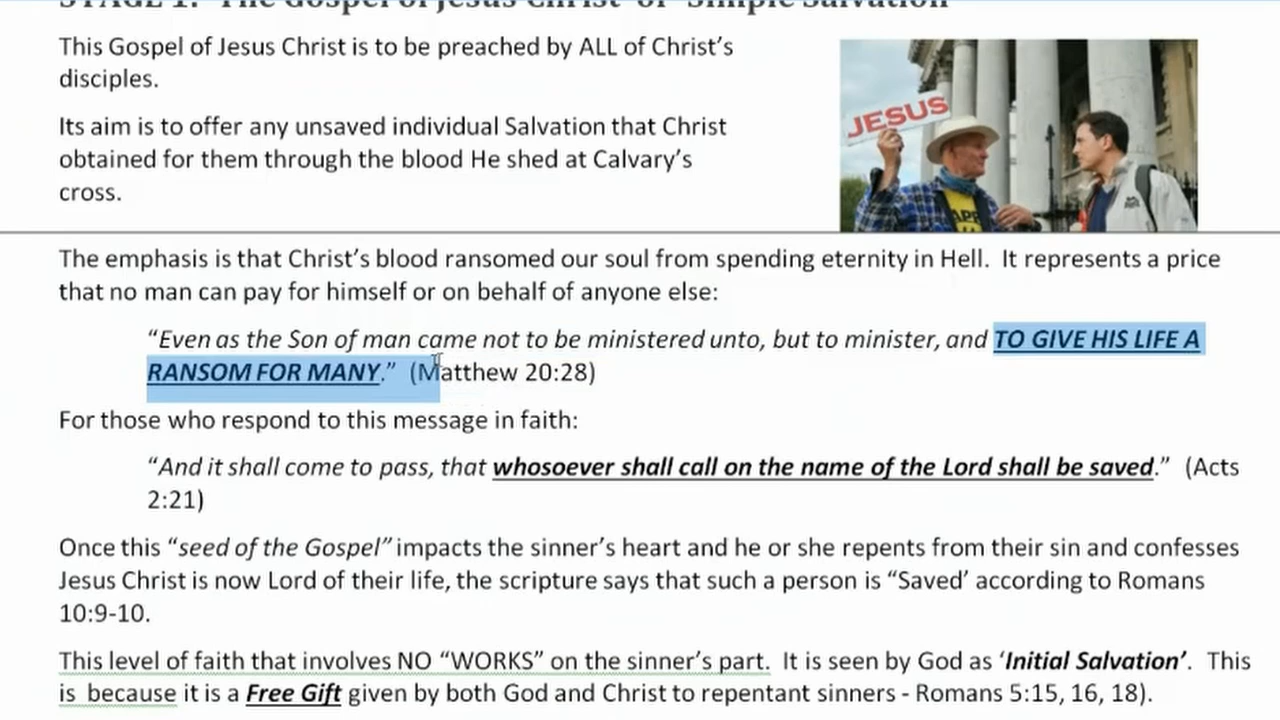 STAGE 1: The Gospel of Jesus Christ or "Simple Salvation"
This Gospel of Jesus Christ is to be preached by ALL of Christ's
disciples.
Its aim is to offer any unsaved individual Salvation that Christ
obtained for them through the blood He shed at Calvary's
cross.
JESUS
The emphasis is that Christ's blood ransomed our soul from spending eternity in Hell. It represents a price
that no man can pay for himself or on behalf of anyone else:
"Even as the Son of man came not to be ministered unto, but to minister, and TO GIVE HIS LIFE A
RANSOM FOR MANY." (Matthew 20:28)
For those who respond to this message in faith:
"And it shall come to pass, that whosoever shall call on the name of the Lord shall be saved." (Acts
2:21)
Once this "seed of the Gospel" impacts the sinner's heart and he or she repents from their sin and confesses
Jesus Christ is now Lord of their life, the scripture says that such a person is "Saved' according to Romans
10:9-10.
This level of faith that involves NO "WORKS" on the sinner's part. It is seen by God as 'Initial Salvation'. This
is because it is a Free Gift given by both God and Christ to repentant sinners - Romans 5:15, 16, 18).